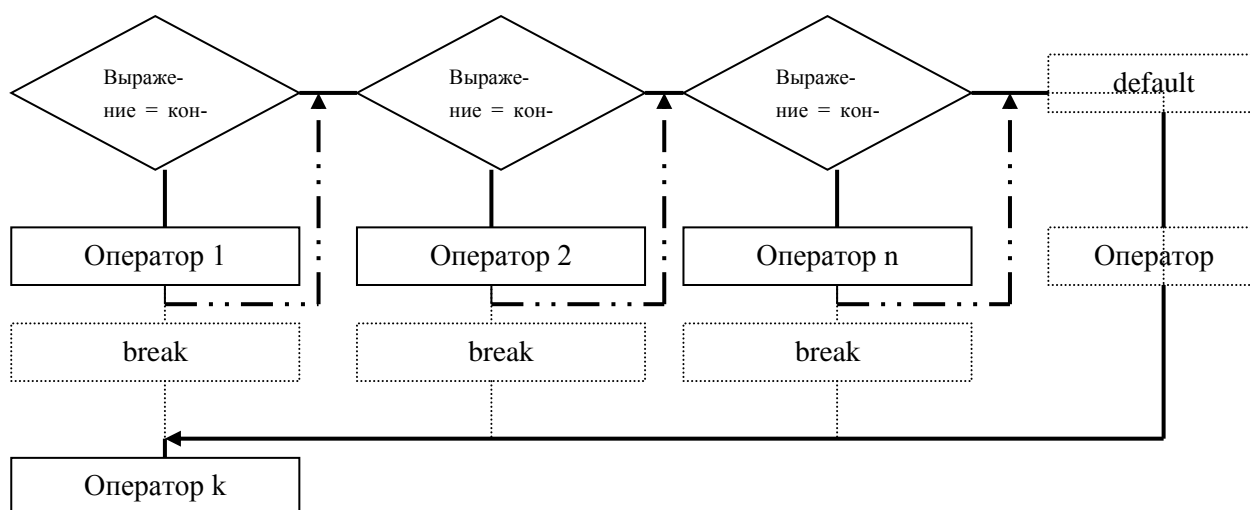 Выраже-
ние = кон-
Выраже-
ние = кон-
Выраже-
ние = кон-
default
Оператор 1
Оператор 2
Оператор n
Оператор
break
break
break
Оператор k